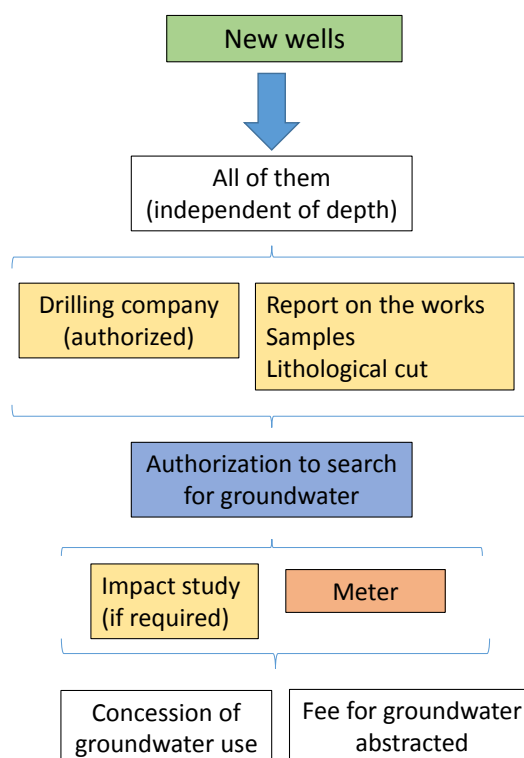 New wells
All of them
(independent of depth)
Drilling company
(authorized)
Report on the works
Samples
Lithological cut
Authorization to search
for groundwater
Impact study
(if required)
Meter
Concession of
groundwater use
Fee for groundwater
abstracted